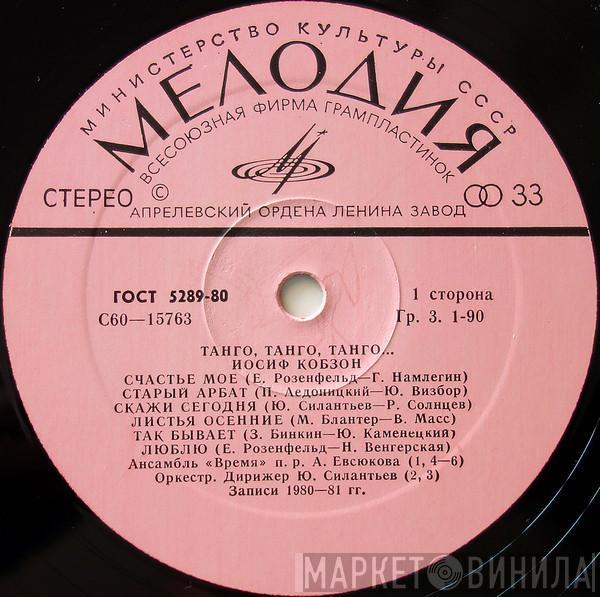 МИНИСТЕРСТВО КУЛЬТУРЫ СССР
МЕЛОДИЯ
ВСЕСОЮЗНАЯ ФИРМА ГРАМПЛАСТИНОК
СТЕРЕО © 33
АПРЕЛЕВСКИЙ ОРДЕНА ЛЕНИНА ЗАВОД
ГОСТ 5289-80 1 сторона
С60—15763 Гр. 3. 1-90
ТАНГО, ТАНГО, ТАНГО...
ИОСИФ КОБЗОН
СЧАСТЬЕ МОЕ (Е. Розенфельд—Г. Намлегин)
СТАРЫЙ АРБАТ (П. Ледоницкий—Ю. Визбор)
СКАЖИ СЕГОДНЯ (Ю. Силантьев—Р. Солнцев)
ЛИСТЬЯ ОСЕННИЕ (М. Блантер—В. Масс)
ТАК БЫВАЕТ (З. Бинкин—Ю. Каменецкий)
ЛЮБЛЮ (Е. Розенфельд—Н. Венгерская)
Ансамбль «Время» п. р. А. Евсюкова (1, 4—6)
Оркестр. Дирижер Ю. Силантьев (2, 3)
Записи 1980—81 гг.
МАРКЕТ ВИНИЛА